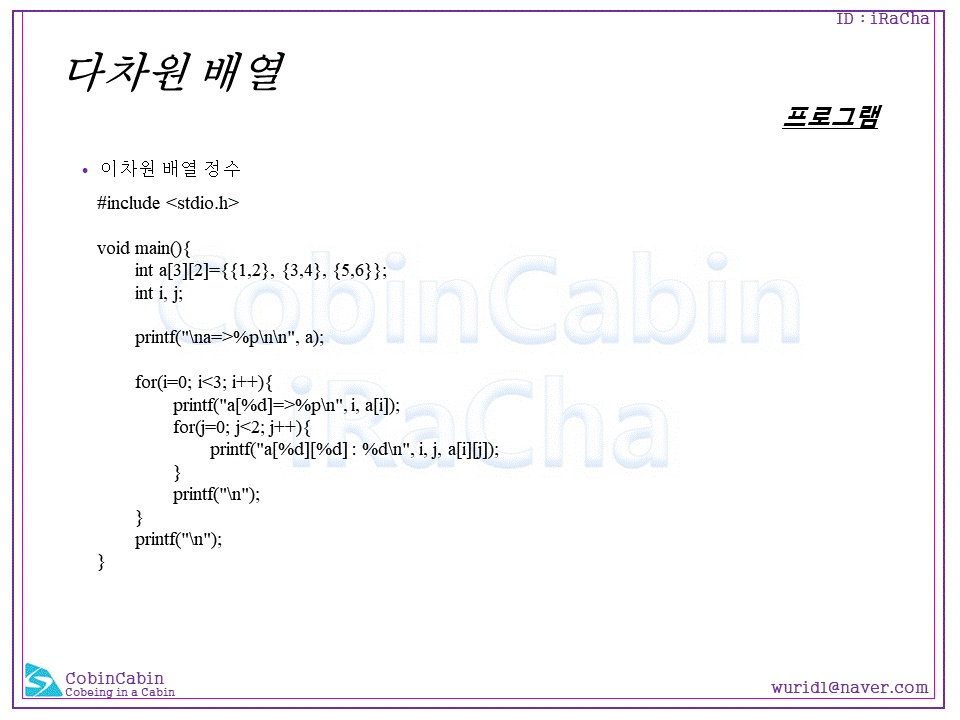 ID : iRaCha
다차원 배열
프로그램
• 이차원 배열 정수
#include <stdio.h>
void main(){
int a[3][2]={{1,2}, {3,4}, {5,6}};
int i, j;
printf("\na=>%p\n\n", a);
for(i=0; i<3; i++){
printf("a[%d]=>%p\n", i, a[i]);
for(j=0; j<2; j++){
printf("a[%d][%d] : %d\n", i, j, a[i][j]);
}
printf("\n");
}
printf("\n");
}
CobinCabin
iRaCha
CobinCabin
Cobeing in a Cabin
wurid1@naver.com